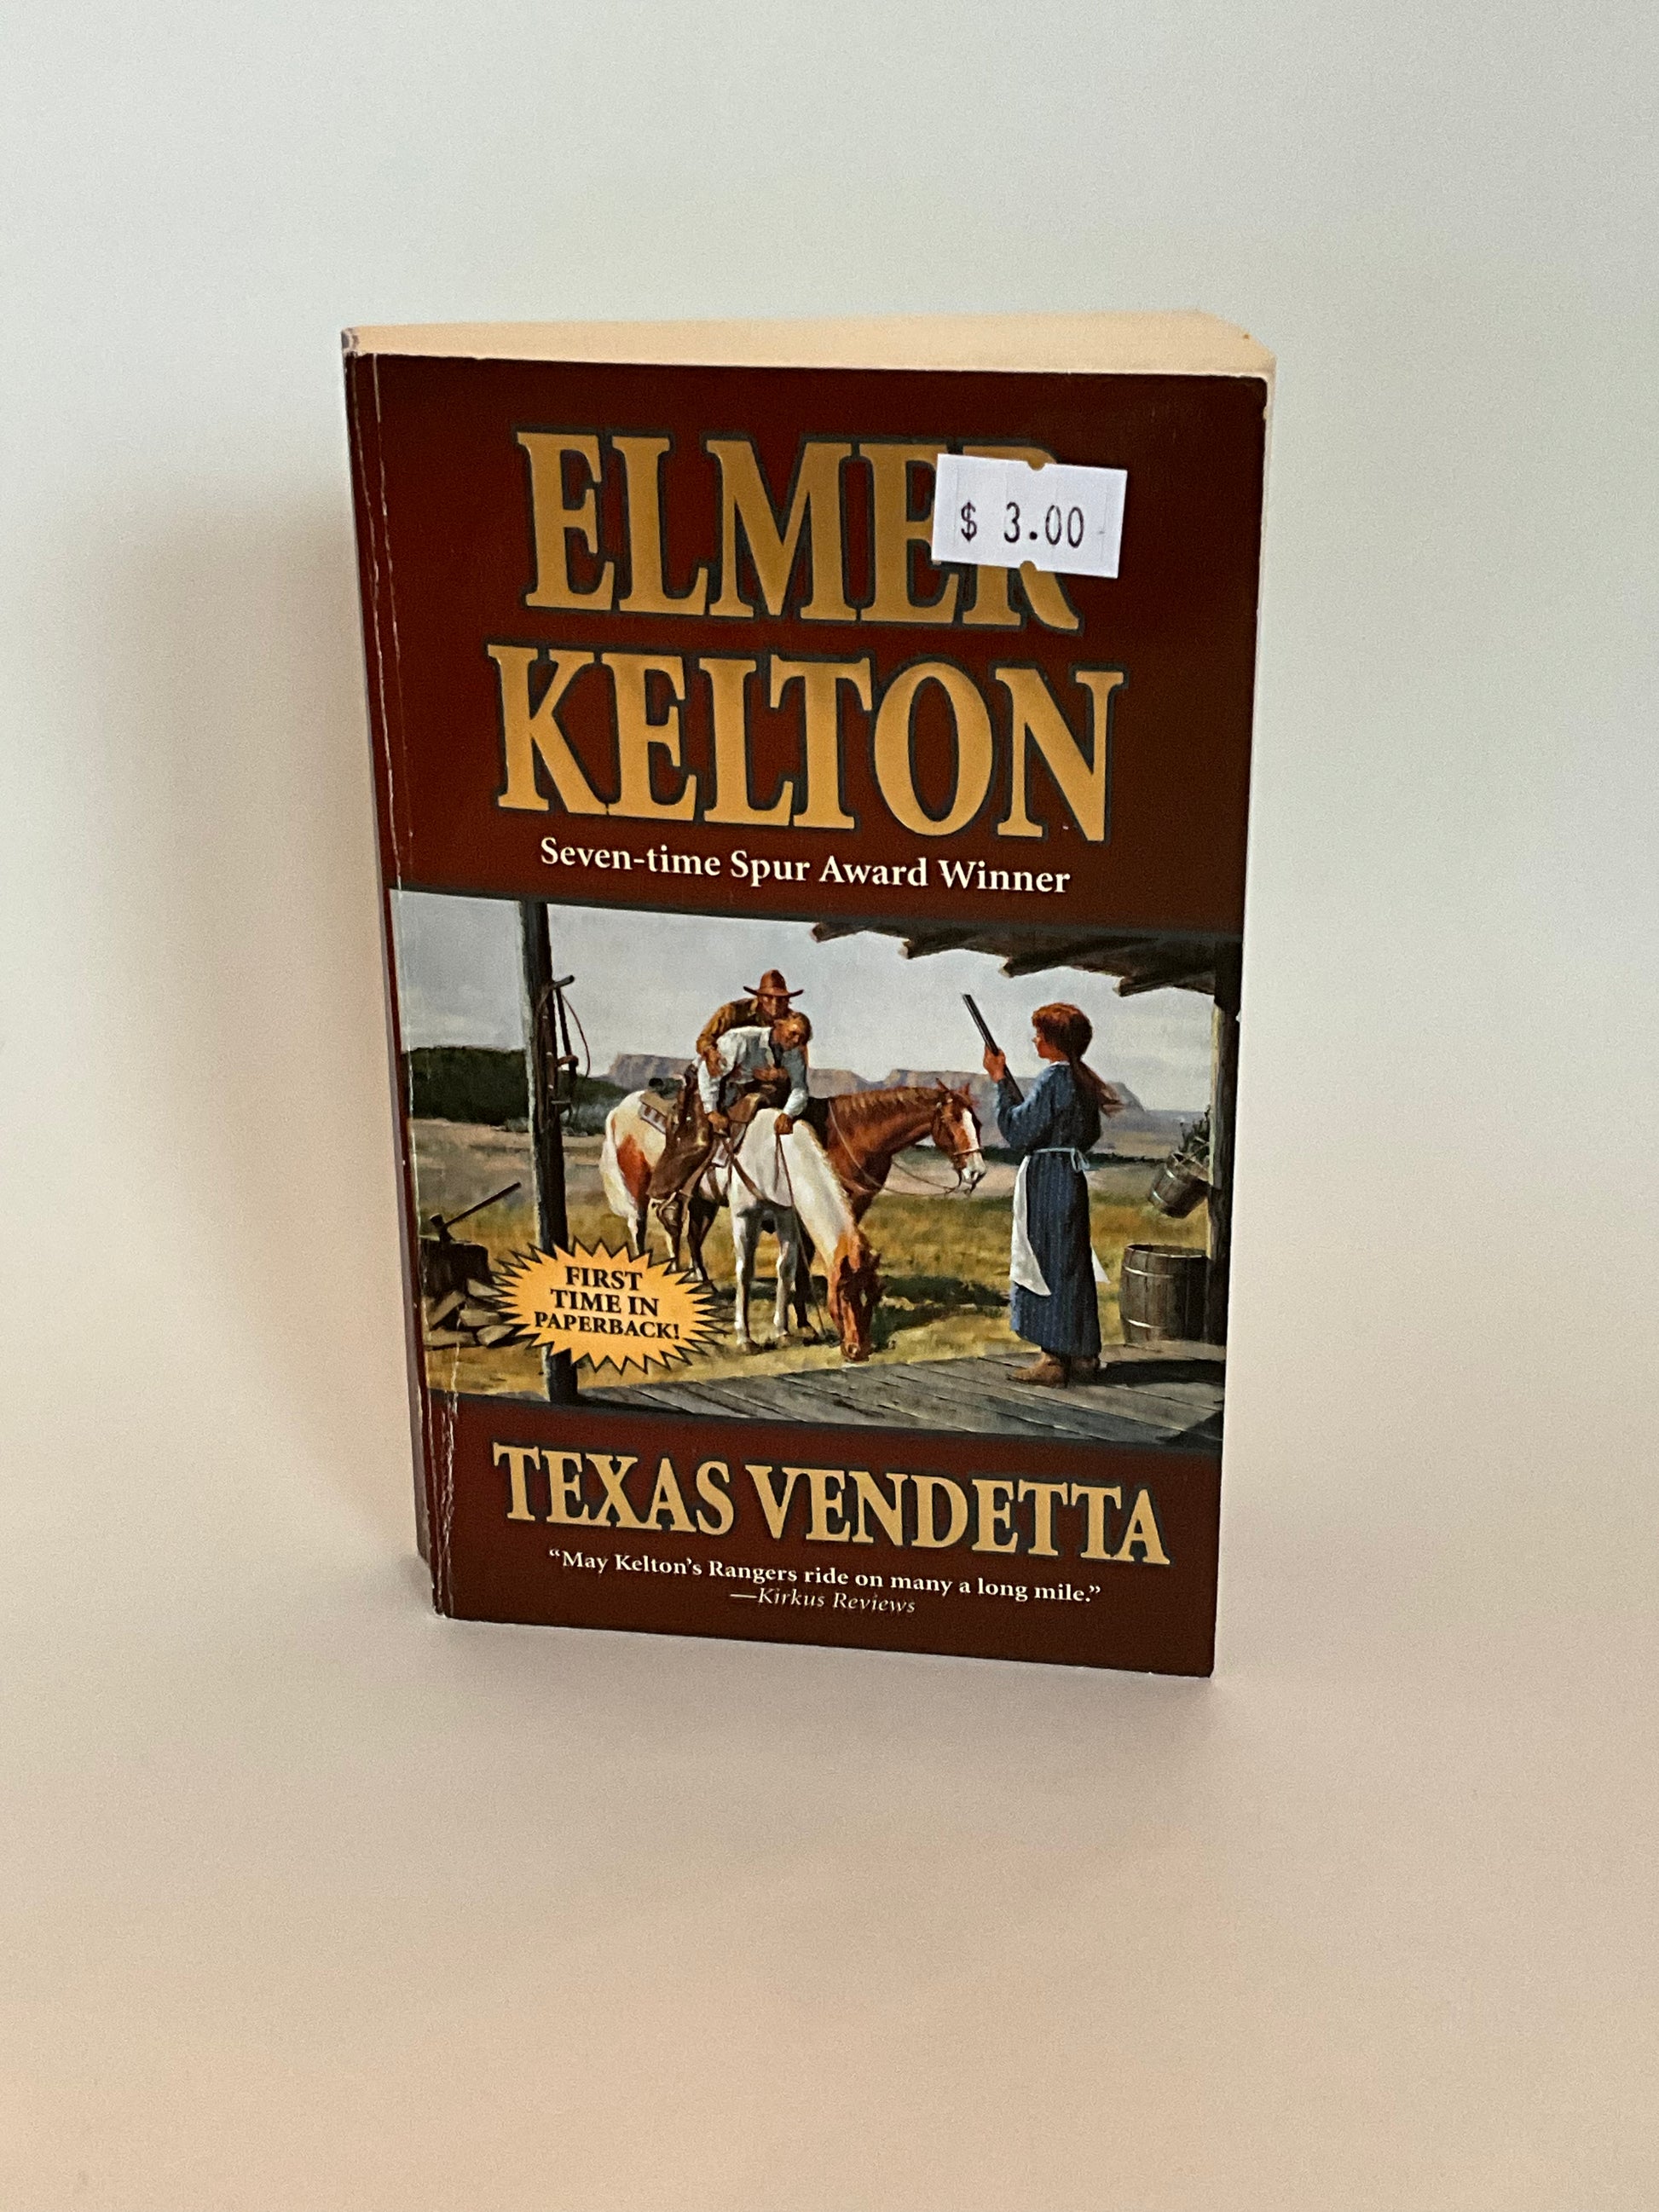 ELMER
$ 3.00
KELTON
Seven-time Spur Award Winner
FIRST
TIME IN
PAPERBACK!
TEXAS VENDETTA
“May Kelton’s Rangers ride on many a long mile.”
—Kirkus Reviews